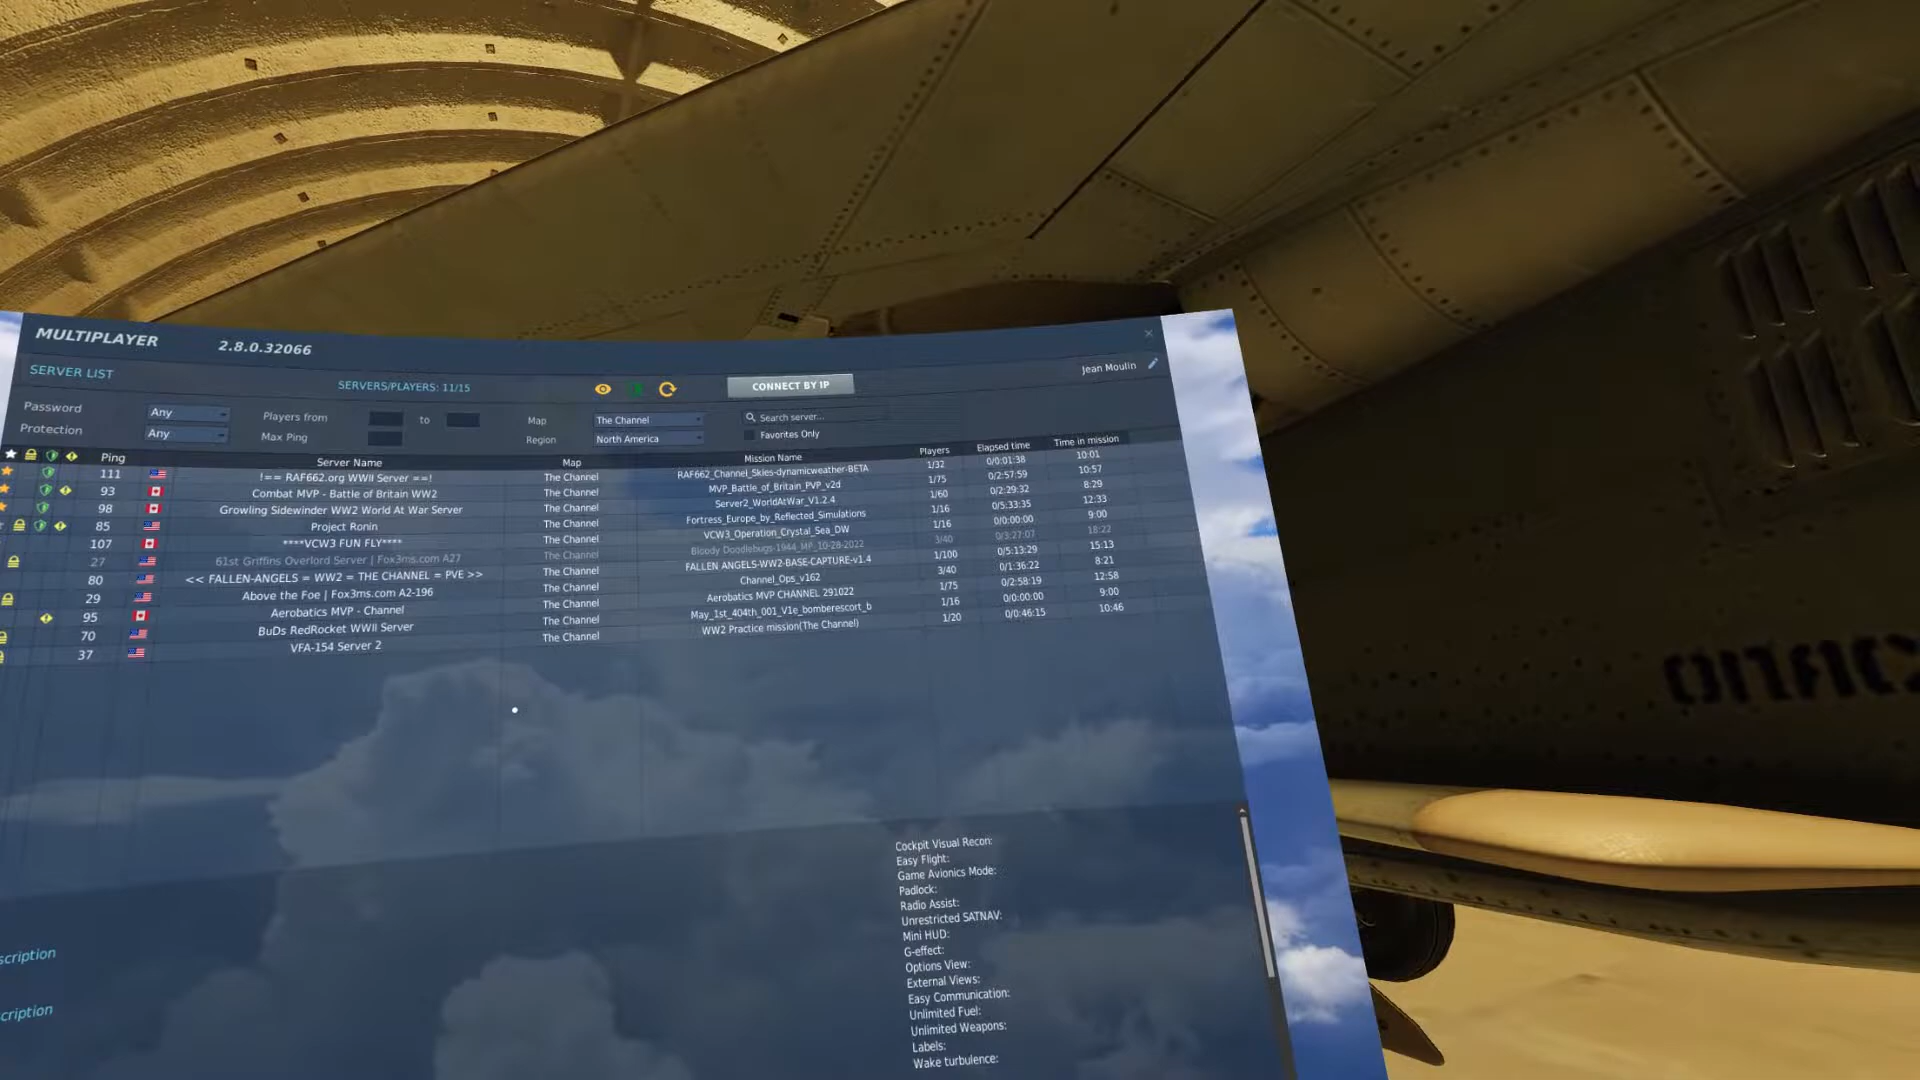 MULTIPLAYER 2.8.0.32066
SERVER LIST
SERVERS/PLAYERS: 11/15
CONNECT BY IP
Jean Moulin
Password Any Players from to Map The Channel Search server...
Protection Any Max Ping Region North America Favorites Only
Ping Server Name Map Mission Name Players Elapsed time Time in mission
111 !== RAF662.org WWII Server ==! The Channel RAF662_Channel_Skies-dynamicweather-BETA 1/32 0/0:01:38 10:01
93 Combat MVP - Battle of Britain WW2 The Channel MVP_Battle_of_Britain_PVP_v2d 1/75 0/2:57:59 10:57
98 Growling Sidewinder WW2 World At War Server The Channel Server2_WorldAtWar_V1.2.4 1/60 0/2:29:32 8:29
85 Project Ronin The Channel Fortress_Europe_by_Reflected_Simulations 1/16 0/5:33:35 12:33
107 ****VCW3 FUN FLY**** The Channel VCW3_Operation_Crystal_Sea_DW 1/16 0/0:00:00 9:00
27 61st Griffins Overlord Server | Fox3ms.com A27 The Channel Bloody Doodlebugs-1944_MP_10-28-2022 3/40 0/3:27:07 18:22
80 << FALLEN-ANGELS = WW2 = THE CHANNEL = PVE >> The Channel FALLEN ANGELS-WW2-BASE-CAPTURE-v1.4 1/100 0/5:13:29 15:13
29 Above the Foe | Fox3ms.com A2-196 The Channel Channel_Ops_v162 3/40 0/1:36:22 8:21
95 Aerobatics MVP - Channel The Channel Aerobatics MVP CHANNEL 291022 1/75 0/2:58:19 12:58
70 BuDs RedRocket WWII Server The Channel May_1st_404th_001_V1e_bomberescort_b 1/16 0/0:00:00 9:00
37 VFA-154 Server 2 The Channel WW2 Practice mission(The Channel) 1/20 0/0:46:15 10:46
Cockpit Visual Recon:
Easy Flight:
Game Avionics Mode:
Padlock:
Radio Assist:
Unrestricted SATNAV:
Mini HUD:
G-effect:
scription
Options View:
External Views:
Easy Communication:
scription
Unlimited Fuel:
Unlimited Weapons:
Labels:
Wake turbulence: